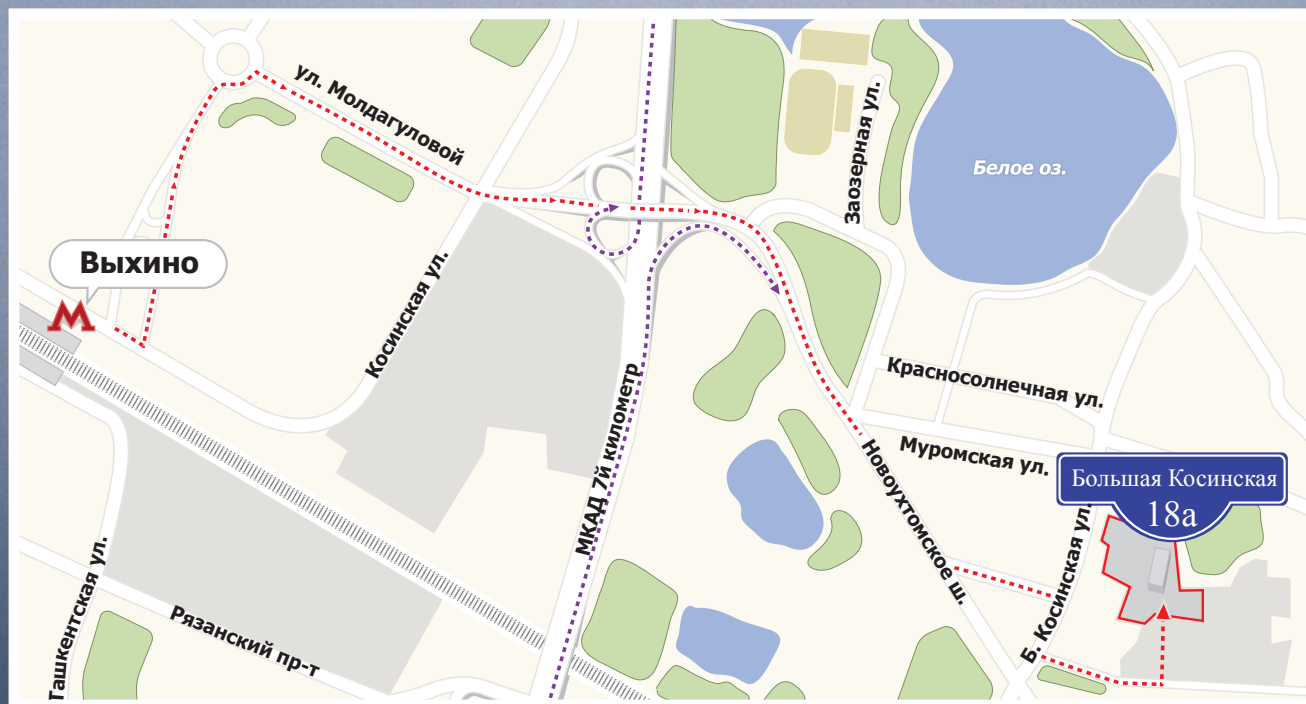 ул. Молдагуловой
Заозерная ул.
Белое оз.
Выхино
Косинская ул.
МКАД 7й километр
Красносолнечная ул.
Муромская ул.
Новоухтомское ш.
Большая Косинская
18а
Б. Косинская ул.
Ташкентская ул.
Рязанский пр-т